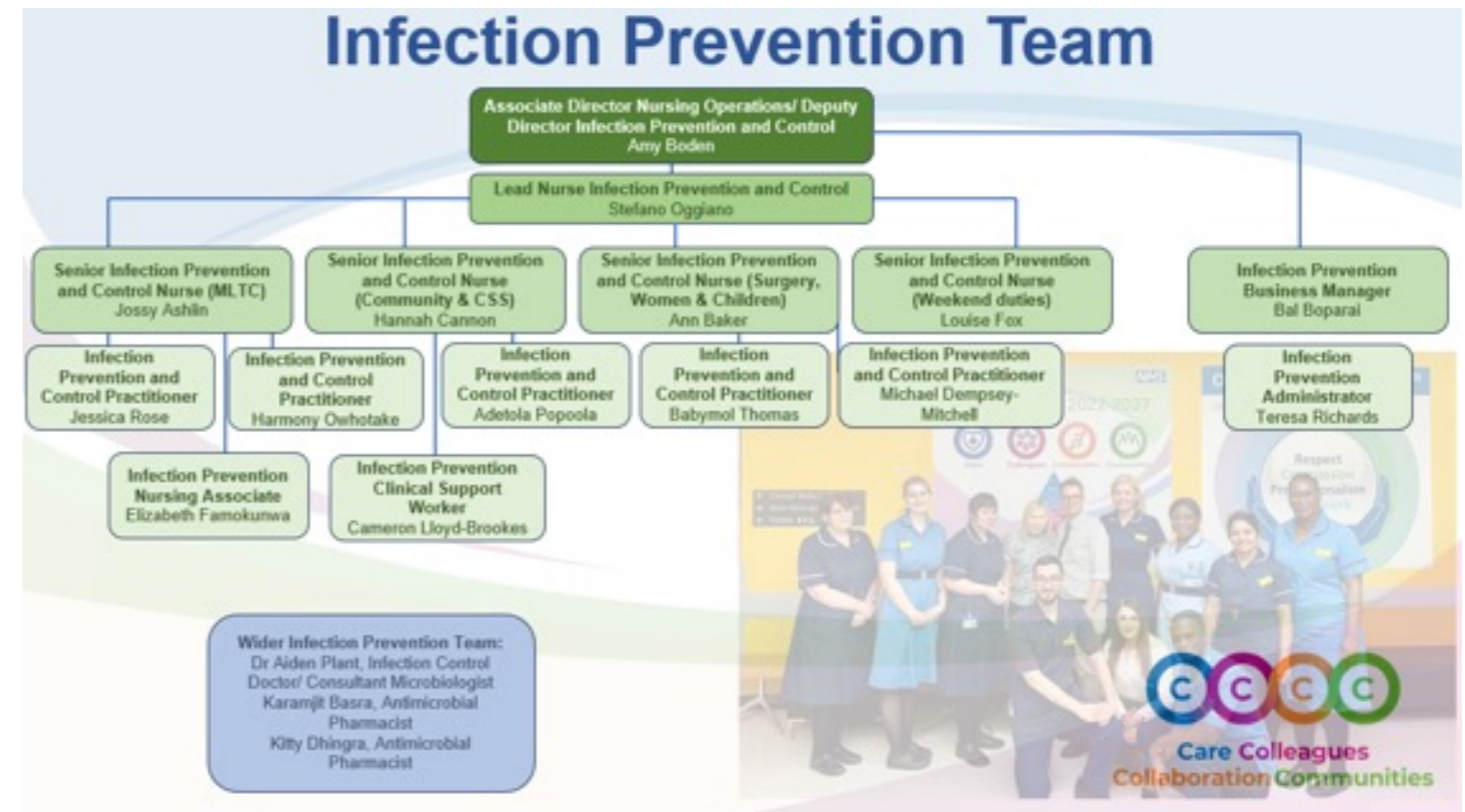 Infection Prevention Team
Associate Director Nursing Operations/ Deputy
Director Infection Prevention and Control
Amy Boden
Lead Nurse Infection Prevention and Control
Stefano Oggiano
Senior Infection Prevention
and Control Nurse (MLTC)
Jossy Ashlin
Senior Infection Prevention
and Control Nurse
(Community & CSS)
Hannah Cannon
Senior Infection Prevention
and Control Nurse (Surgery,
Women & Children)
Ann Baker
Senior Infection Prevention
and Control Nurse
(Weekend duties)
Louise Fox
Infection Prevention
Business Manager
Bal Boparai
Infection
Prevention and
Control Practitioner
Jessica Rose
Infection Prevention
and Control
Practitioner
Harmony Owhotake
Infection
Prevention and
Control Practitioner
Adetola Popoola
Infection
Prevention and
Control Practitioner
Babymol Thomas
Infection Prevention
and Control Practitioner
Michael Dempsey-
Mitchell
Infection
Prevention
Administrator
Teresa Richards
Infection Prevention
Nursing Associate
Elizabeth Famokunwa
Infection Prevention
Clinical Support
Worker
Cameron Lloyd-Brookes
NHS
2022-2027
Respect
Compassion
Professionalism
Wider Infection Prevention Team:
Dr Aiden Plant, Infection Control
Doctor/ Consultant Microbiologist
Karamjit Basra, Antimicrobial
Pharmacist
Kitty Dhingra, Antimicrobial
Pharmacist
C C C C
Care Colleagues
Collaboration Communities